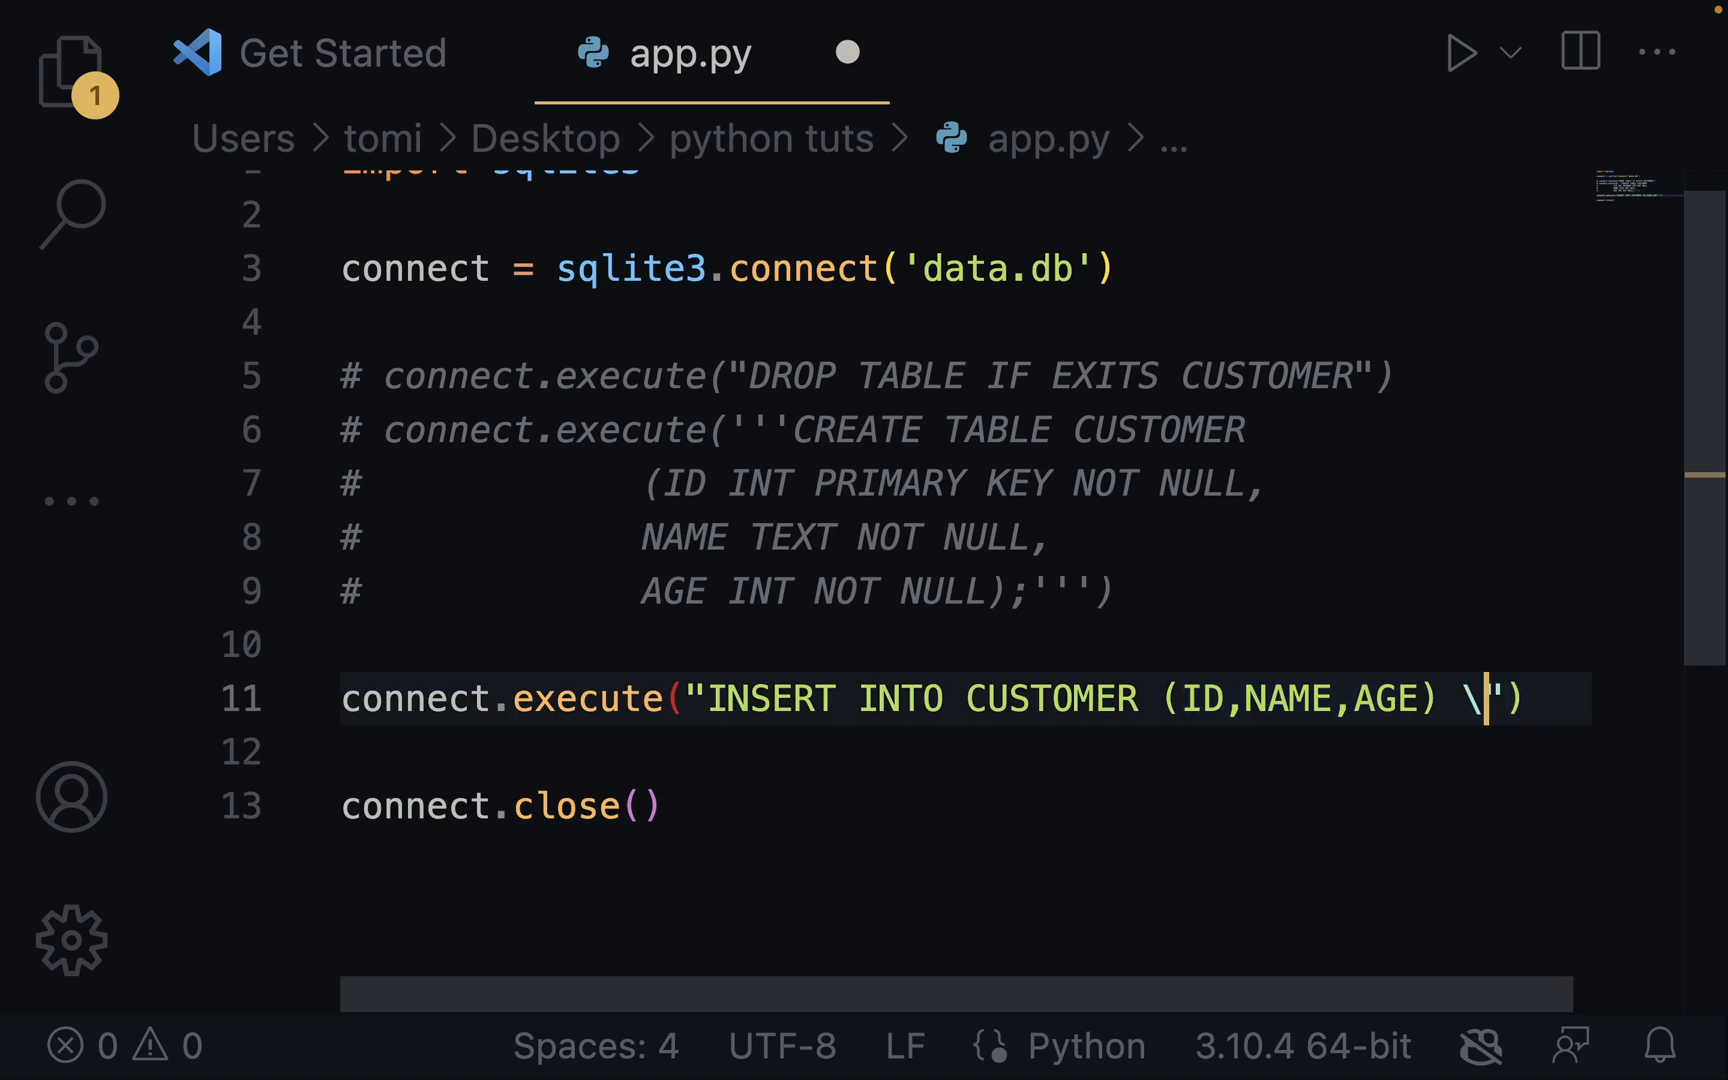 Get Started
app.py
1
Users > tomi > Desktop > python tuts > app.py > ...
import sqlite3
2
3 connect = sqlite3.connect('data.db')
4
5 # connect.execute("DROP TABLE IF EXITS CUSTOMER")
6 # connect.execute('''CREATE TABLE CUSTOMER
7 # (ID INT PRIMARY KEY NOT NULL,
8 # NAME TEXT NOT NULL,
9 # AGE INT NOT NULL);''')
10
11 connect.execute("INSERT INTO CUSTOMER (ID,NAME,AGE) \")
12
13 connect.close()
0 0 Spaces: 4 UTF-8 LF Python 3.10.4 64-bit